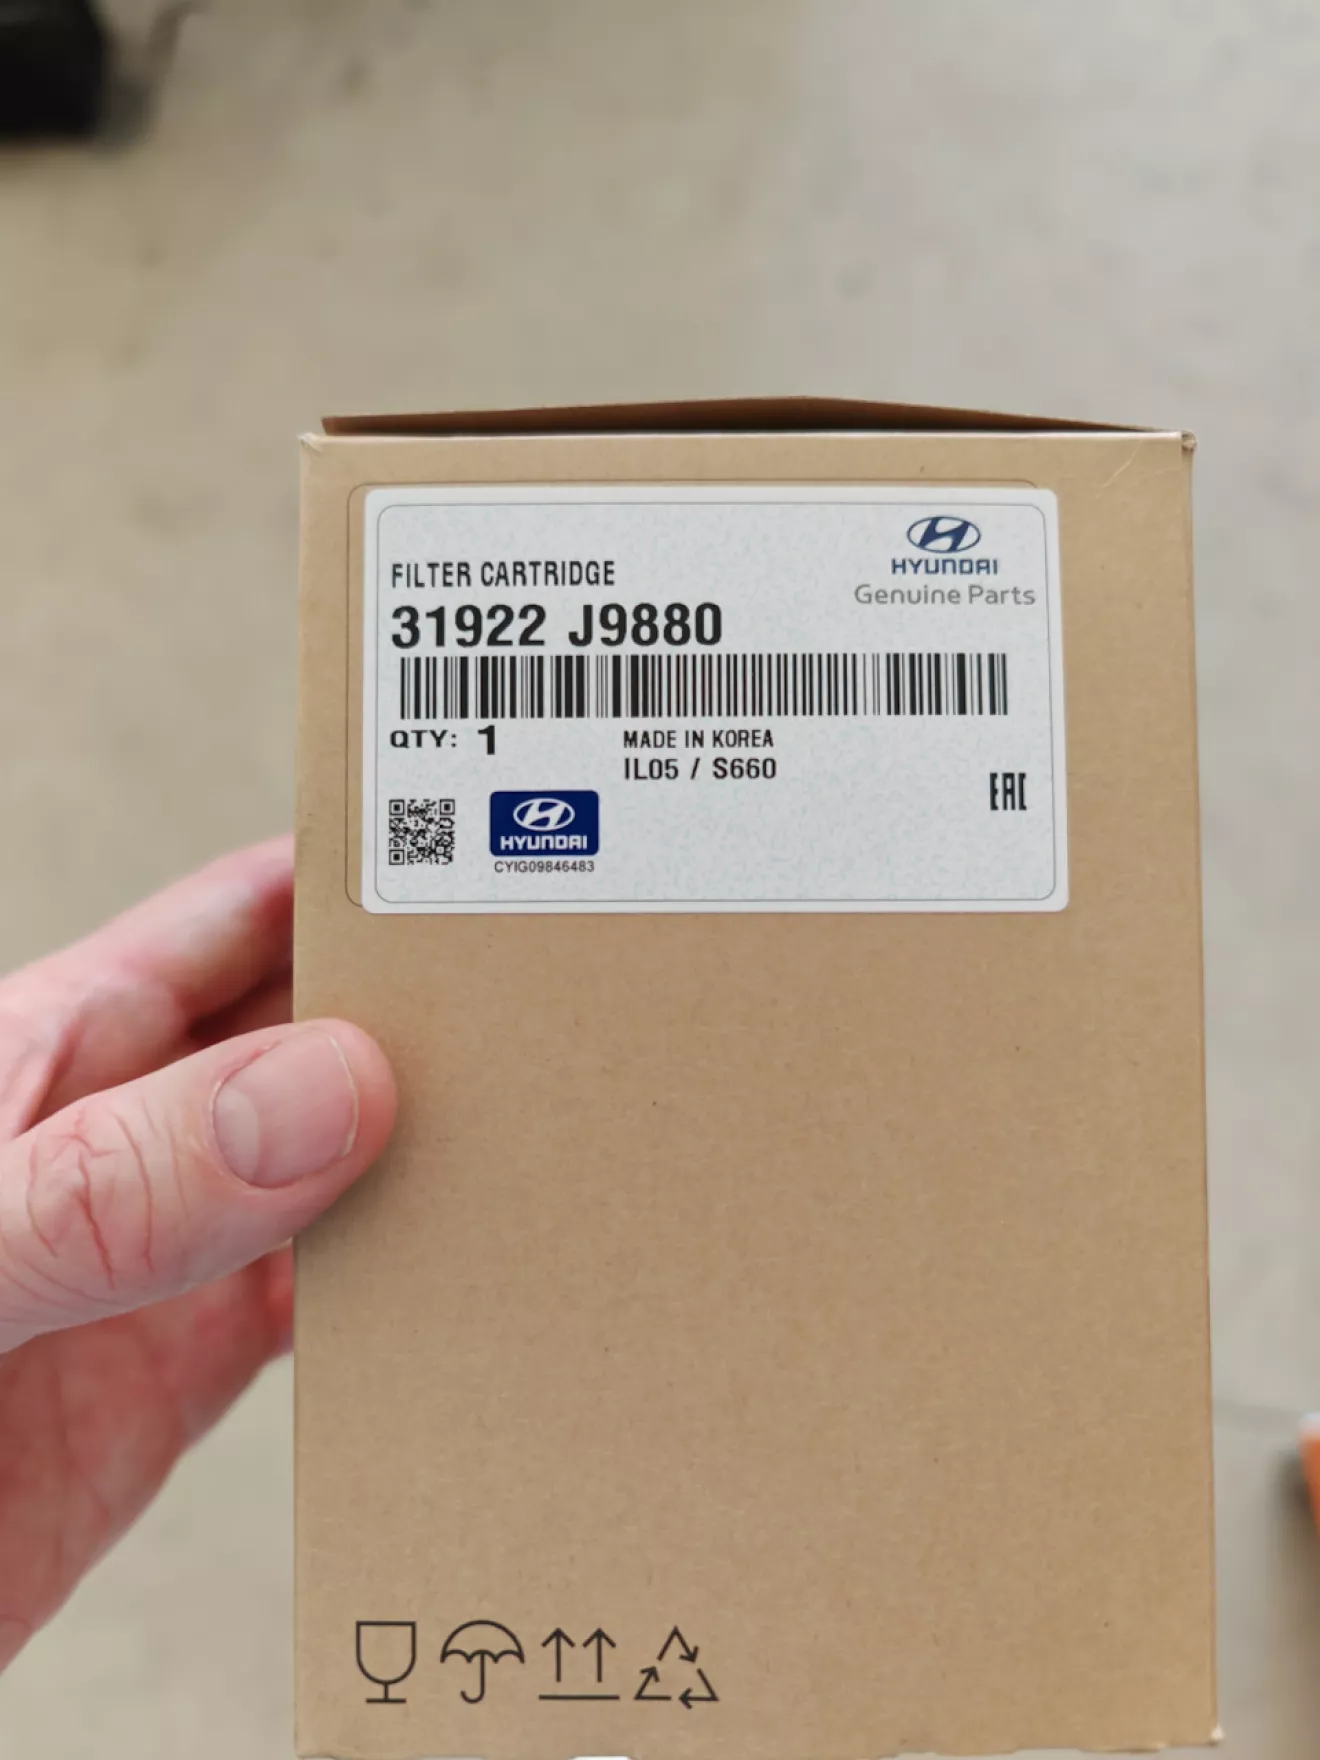 HYUNDAI
Genuine Parts
FILTER CARTRIDGE
31922 J9880
QTY: 1
MADE IN KOREA
IL05 / S660
EAC
HYUNDAI
CYIG09846483